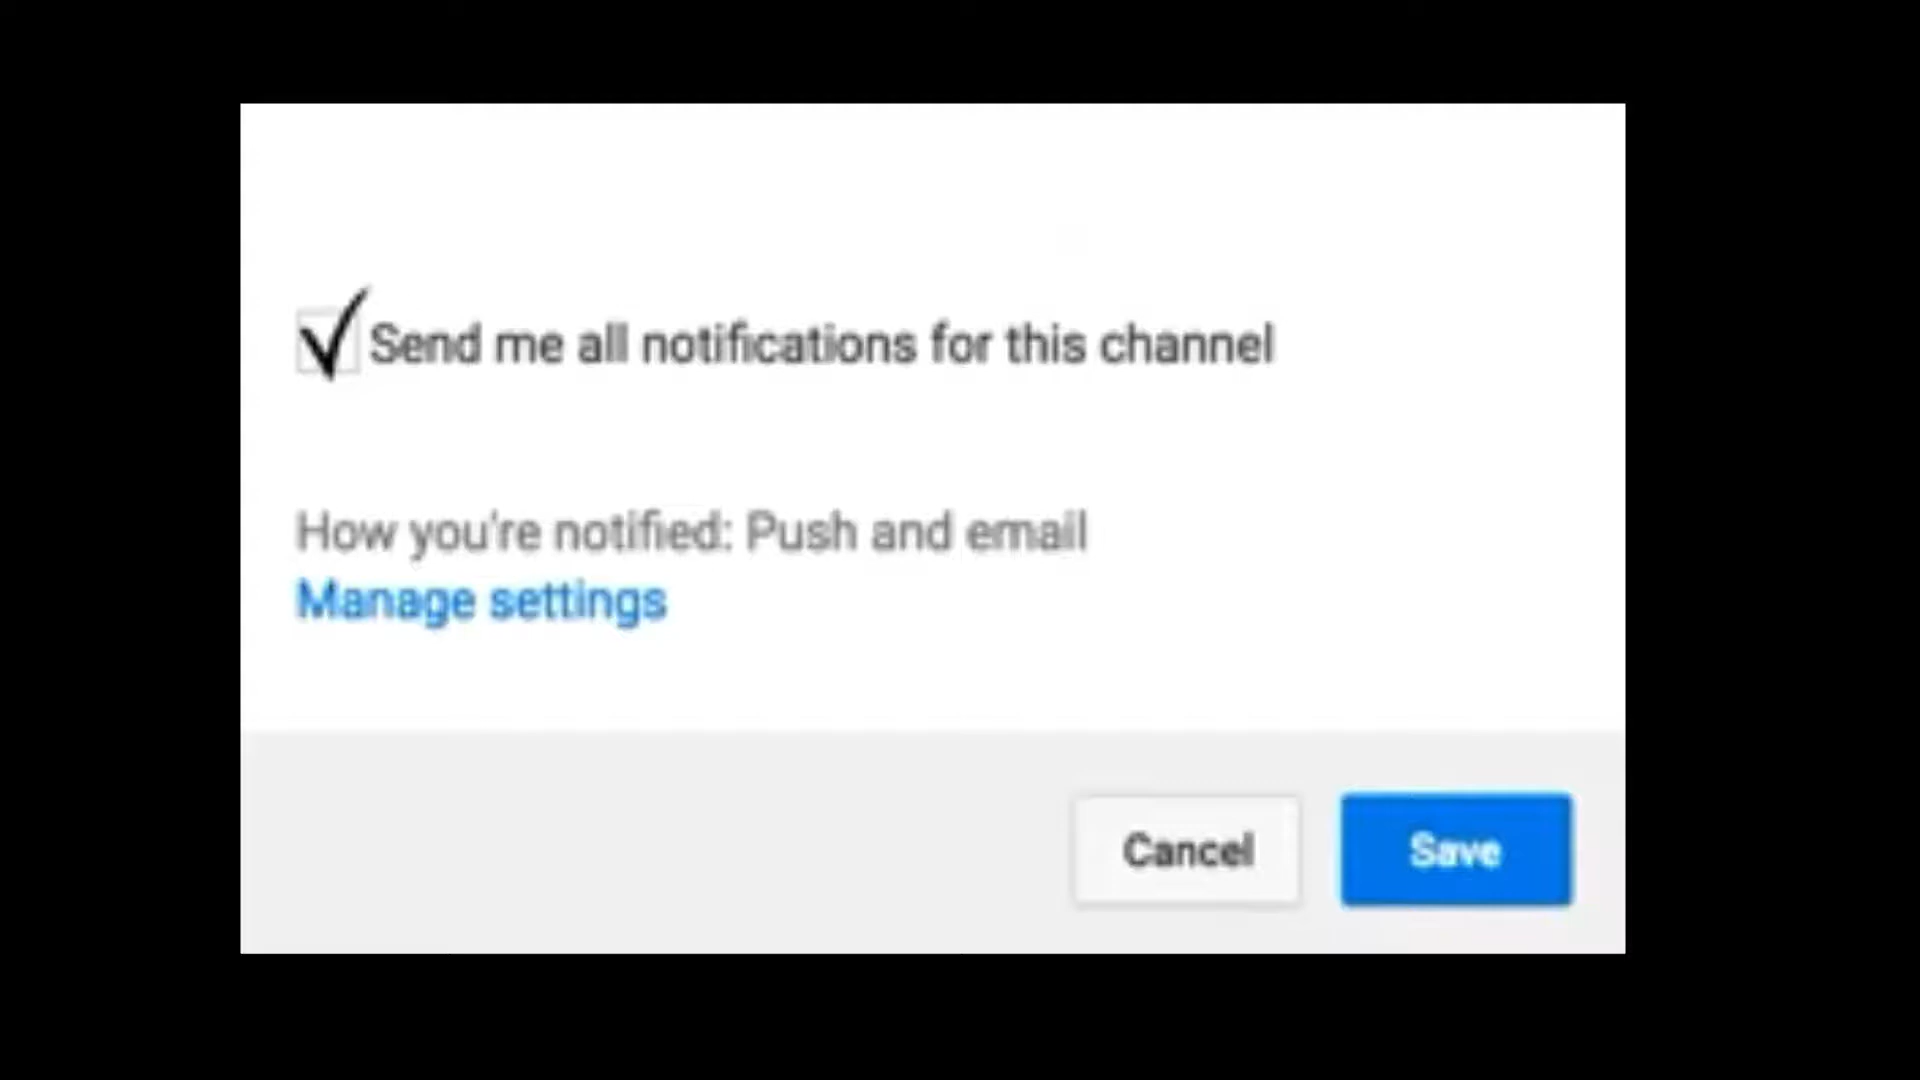 Send me all notifications for this channel
How you're notified: Push and email
Manage settings
Cancel
Save